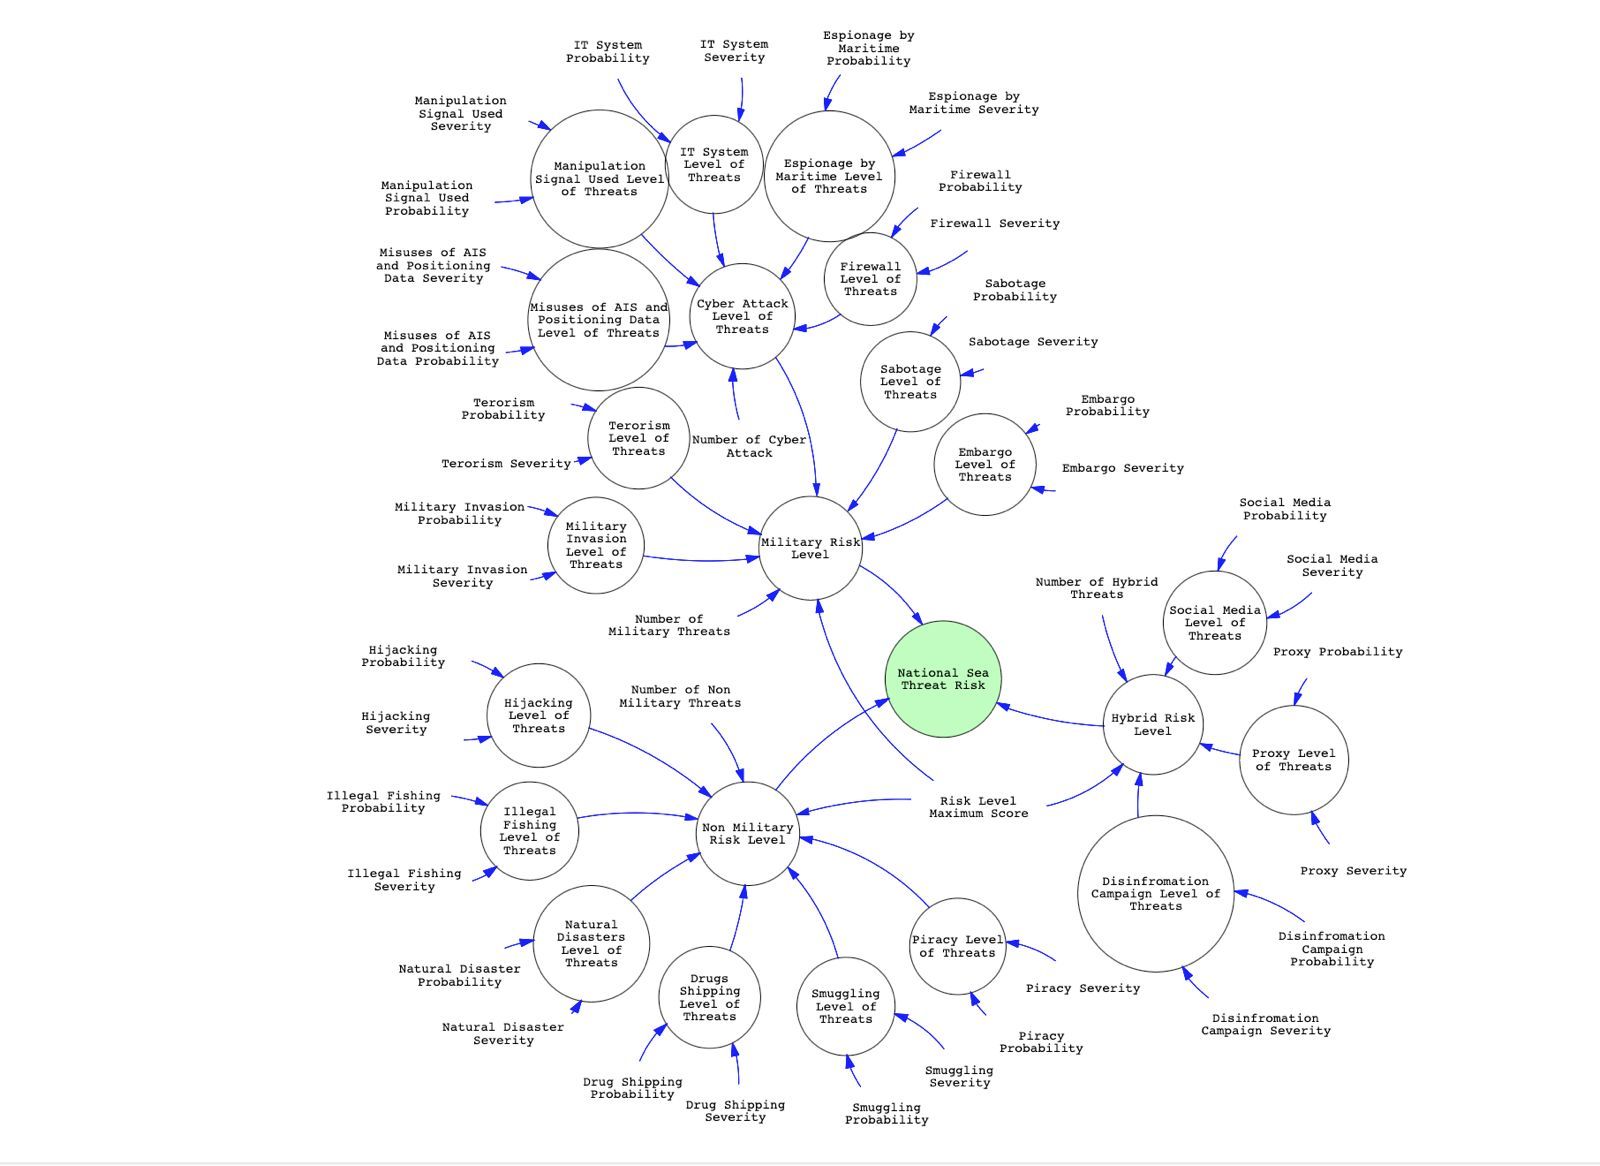 IT System
Probability
IT System
Severity
Espionage by
Maritime
Probability
Manipulation
Signal Used
Severity
Espionage by
Maritime Severity
Manipulation
Signal Used Level
of Threats
IT System
Level of
Threats
Espionage by
Maritime Level
of Threats
Firewall
Probability
Manipulation
Signal Used
Probability
Firewall Severity
Misuses of AIS
and Positioning
Data Severity
Firewall
Level of
Threats
Sabotage
Probability
Misuses of AIS and
Positioning Data
Level of Threats
Cyber Attack
Level of
Threats
Misuses of AIS
and Positioning
Data Probability
Sabotage Severity
Sabotage
Level of
Threats
Terorism
Probability
Embargo
Probability
Terorism
Level of
Threats
Number of Cyber
Attack
Terorism Severity
Embargo
Level of
Threats
Embargo Severity
Military Invasion
Probability
Social Media
Probability
Military
Invasion
Level of
Threats
Military Risk
Level
Military Invasion
Severity
Social Media
Severity
Number of Hybrid
Threats
Number of
Military Threats
Social Media
Level of
Threats
Hijacking
Probability
Proxy Probability
National Sea
Threat Risk
Number of Non
Military Threats
Hijacking
Level of
Threats
Hijacking
Severity
Hybrid Risk
Level
Proxy Level
of Threats
Illegal Fishing
Probability
Risk Level
Maximum Score
Illegal
Fishing
Level of
Threats
Non Military
Risk Level
Illegal Fishing
Severity
Proxy Severity
Disinfromation
Campaign Level of
Threats
Natural
Disasters
Level of
Threats
Piracy Level
of Threats
Disinfromation
Campaign
Probability
Natural Disaster
Probability
Drugs
Shipping
Level of
Threats
Smuggling
Level of
Threats
Piracy Severity
Natural Disaster
Severity
Piracy
Probability
Disinfromation
Campaign Severity
Drug Shipping
Probability
Smuggling
Severity
Drug Shipping
Severity
Smuggling
Probability